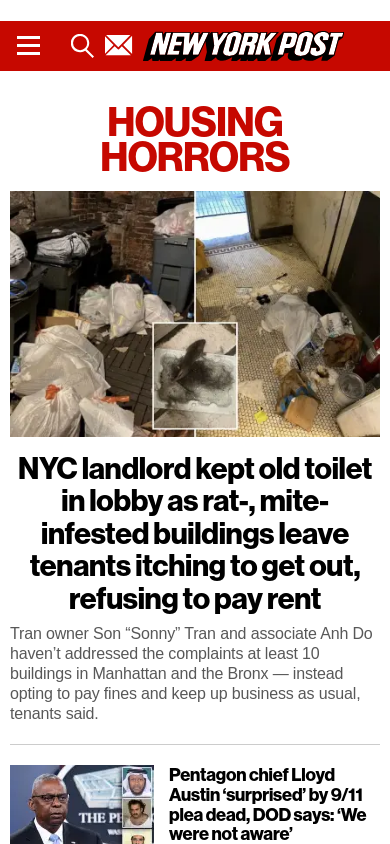 NEW YORK POST
HOUSING
HORRORS
NYC landlord kept old toilet
in lobby as rat-, mite-
infested buildings leave
tenants itching to get out,
refusing to pay rent
Tran owner Son “Sonny” Tran and associate Anh Do
haven’t addressed the complaints at least 10
buildings in Manhattan and the Bronx — instead
opting to pay fines and keep up business as usual,
tenants said.
Pentagon chief Lloyd
Austin ‘surprised’ by 9/11
plea dead, DOD says: ‘We
were not aware’
THE PE
WAS